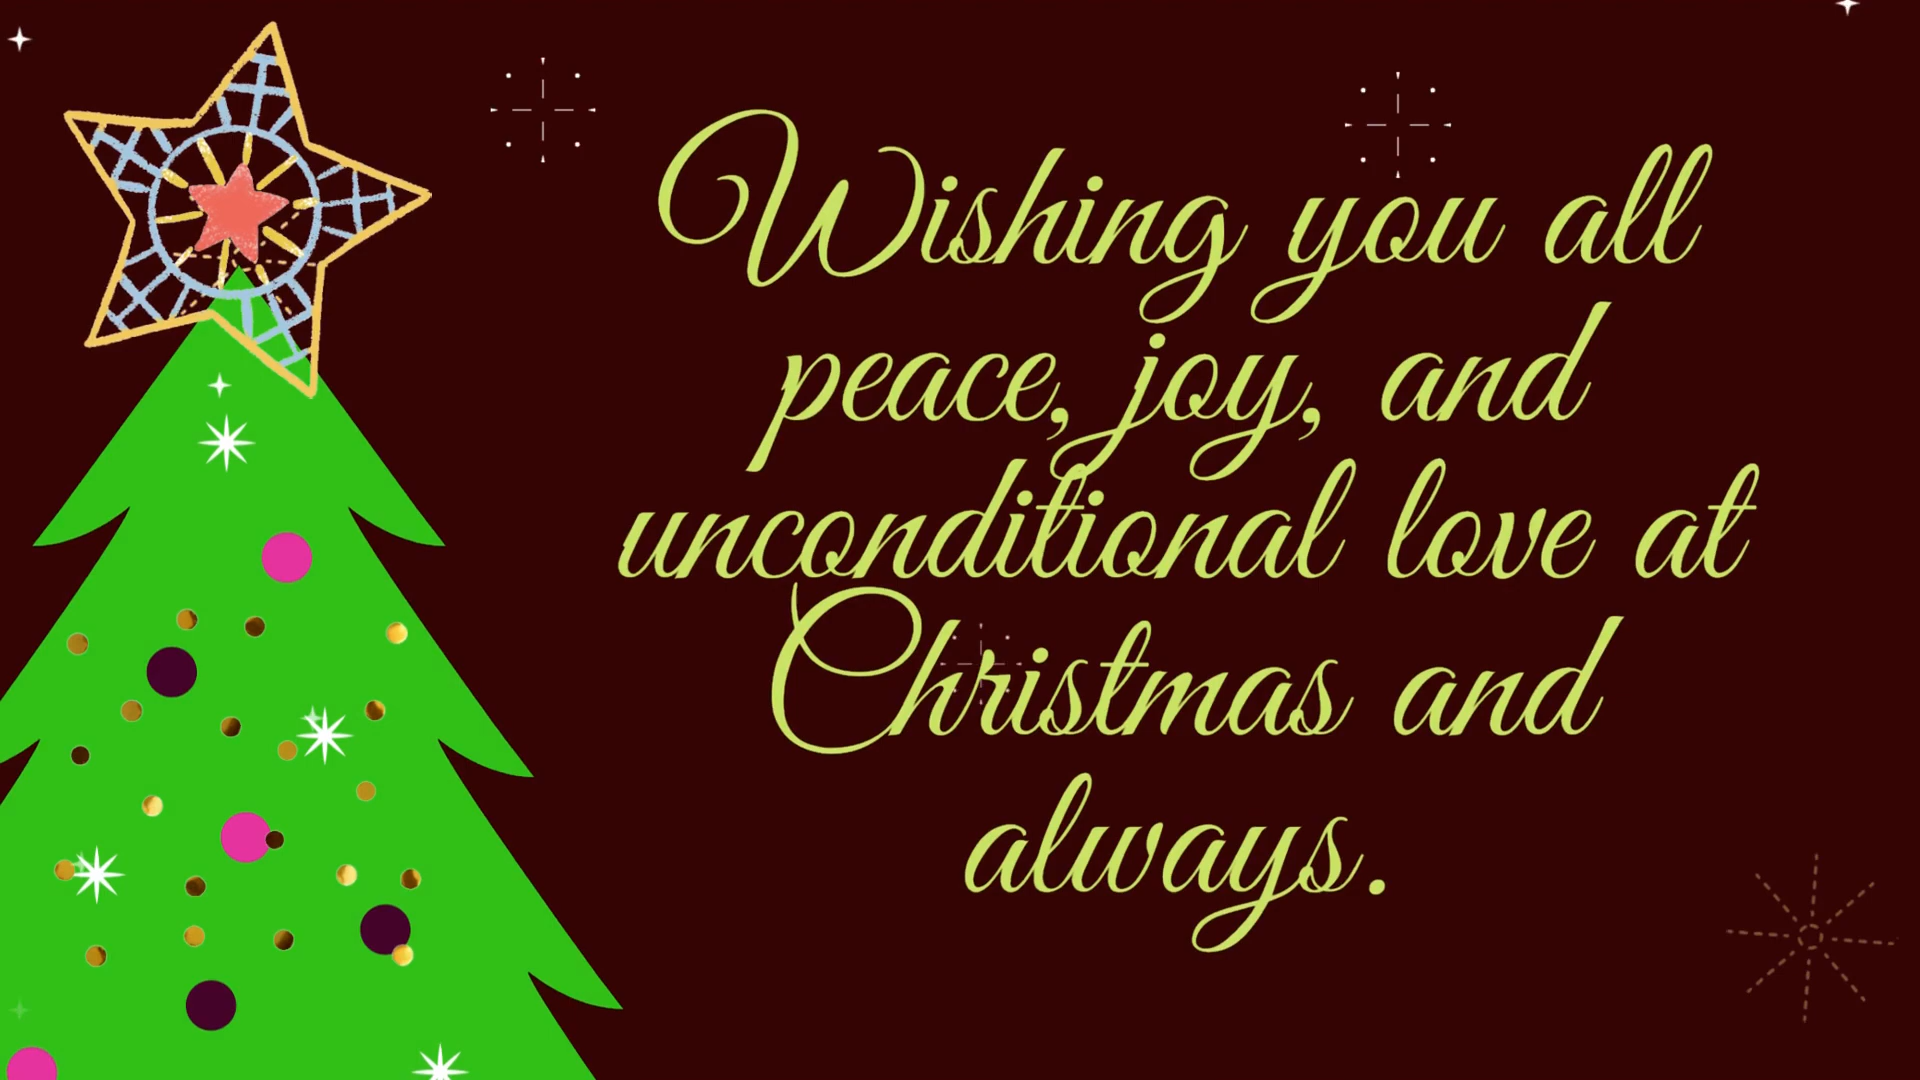 Wishing you all
peace, joy, and
unconditional love at
Christmas and
always.